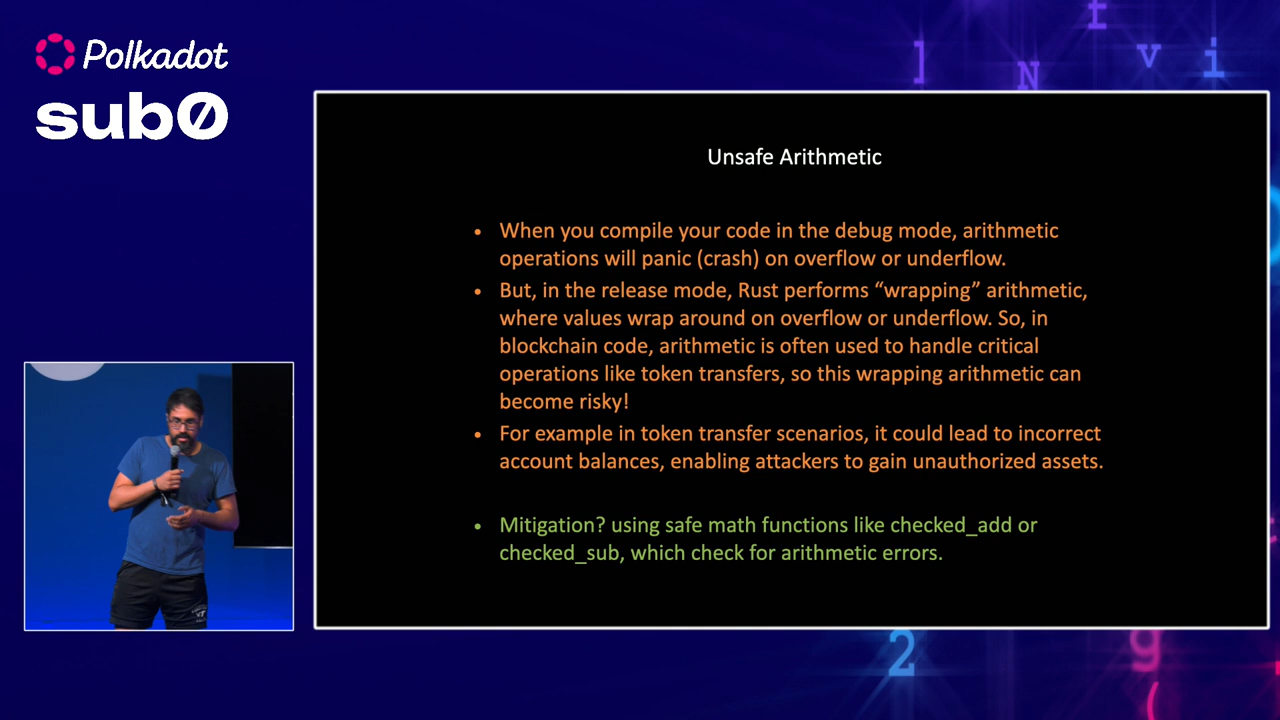 Polkadot
sub0
Unsafe Arithmetic
• When you compile your code in the debug mode, arithmetic
operations will panic (crash) on overflow or underflow.
• But, in the release mode, Rust performs “wrapping” arithmetic,
where values wrap around on overflow or underflow. So, in
blockchain code, arithmetic is often used to handle critical
operations like token transfers, so this wrapping arithmetic can
become risky!
• For example in token transfer scenarios, it could lead to incorrect
account balances, enabling attackers to gain unauthorized assets.
• Mitigation? using safe math functions like checked_add or
checked_sub, which check for arithmetic errors.
l N v i
2 g
(